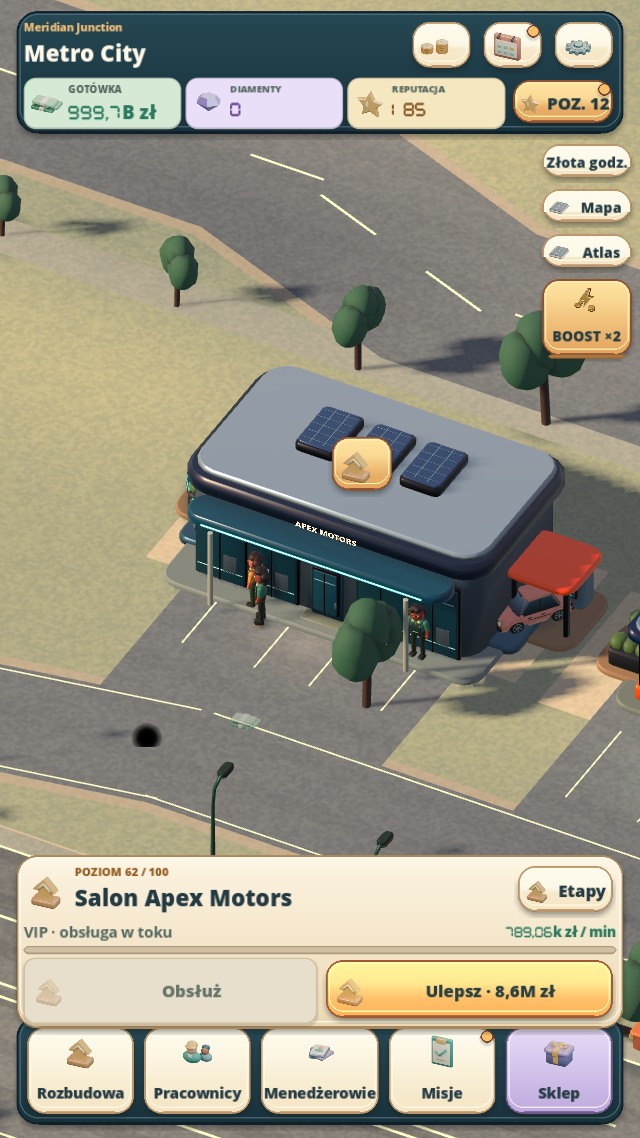 Meridian Junction
Metro City
GOTÓWKA
999,7B zł
DIAMENTY
0
REPUTACJA
185
POZ. 12
Złota godz.
Mapa
Atlas
BOOST ×2
APEX MOTORS
POZIOM 62 / 100
Salon Apex Motors
Etapy
VIP · obsługa w toku
789,06k zł / min
Obsłuż
Ulepsz · 8,6M zł
Rozbudowa
Pracownicy
Menedżerowie
Misje
Sklep